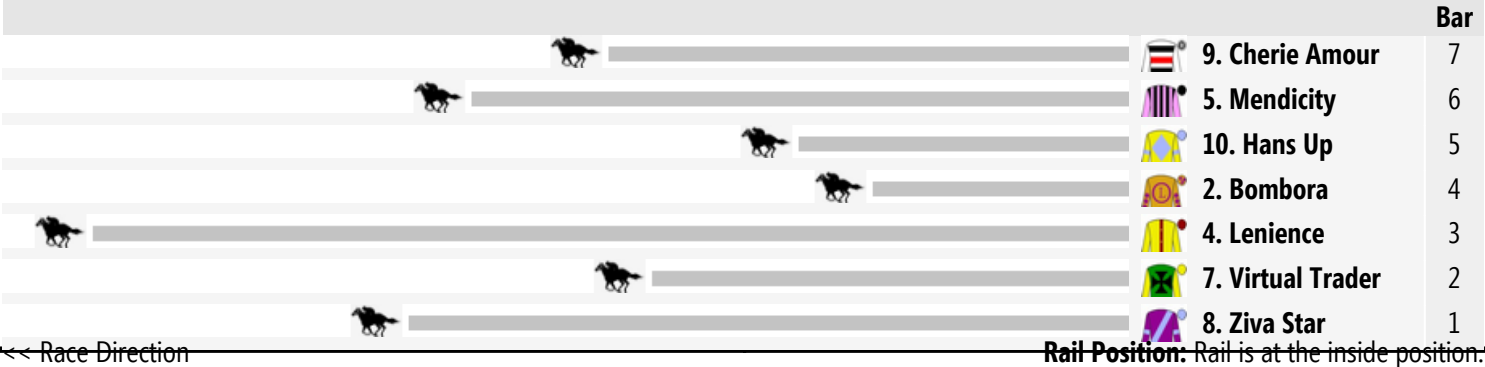 Bar
9. Cherie Amour 7
5. Mendicity 6
10. Hans Up 5
2. Bombora 4
4. Lenience 3
7. Virtual Trader 2
8. Ziva Star 1
<< Race Direction Rail Position: Rail is at the inside position.